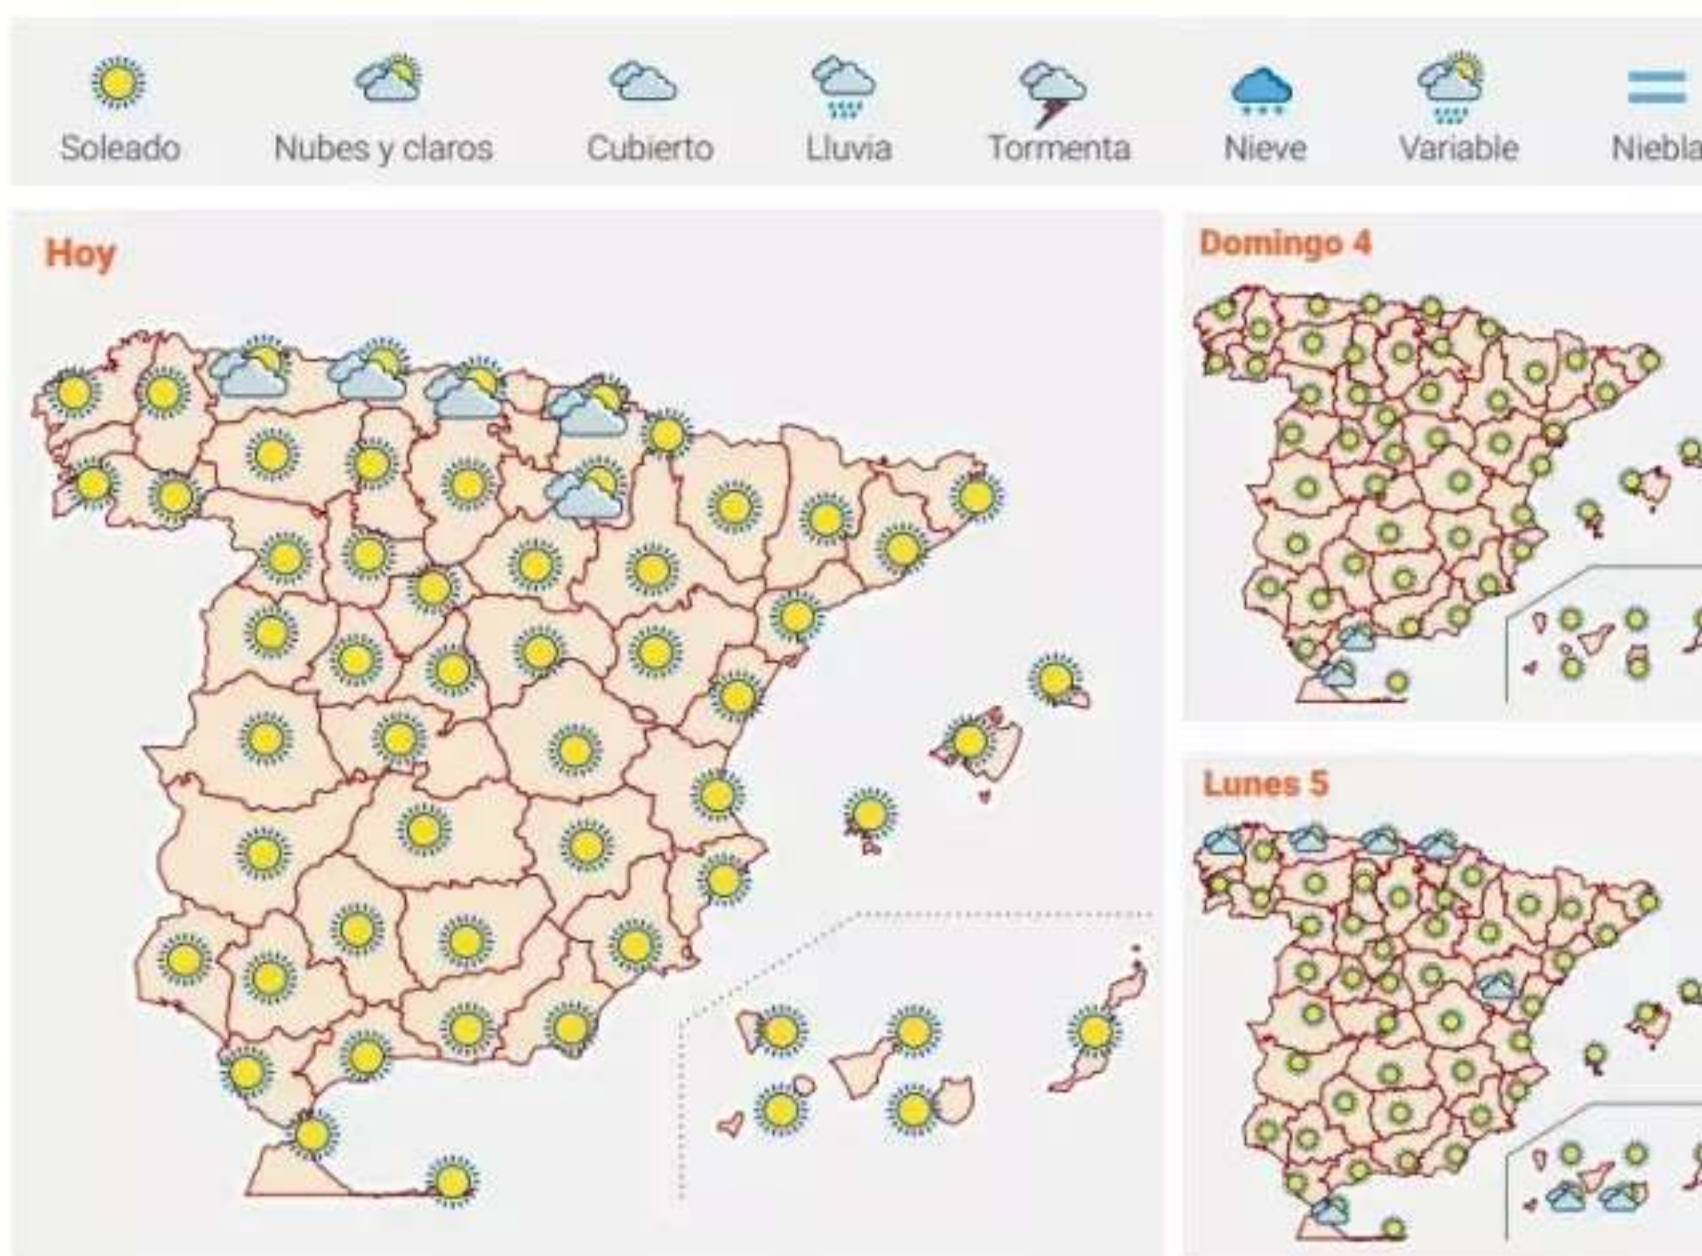 Soleado
Nubes y claros
Cubierto
Lluvia
Tormenta
Nieve
Variable
Niebla
Hoy
Domingo 4
Lunes 5